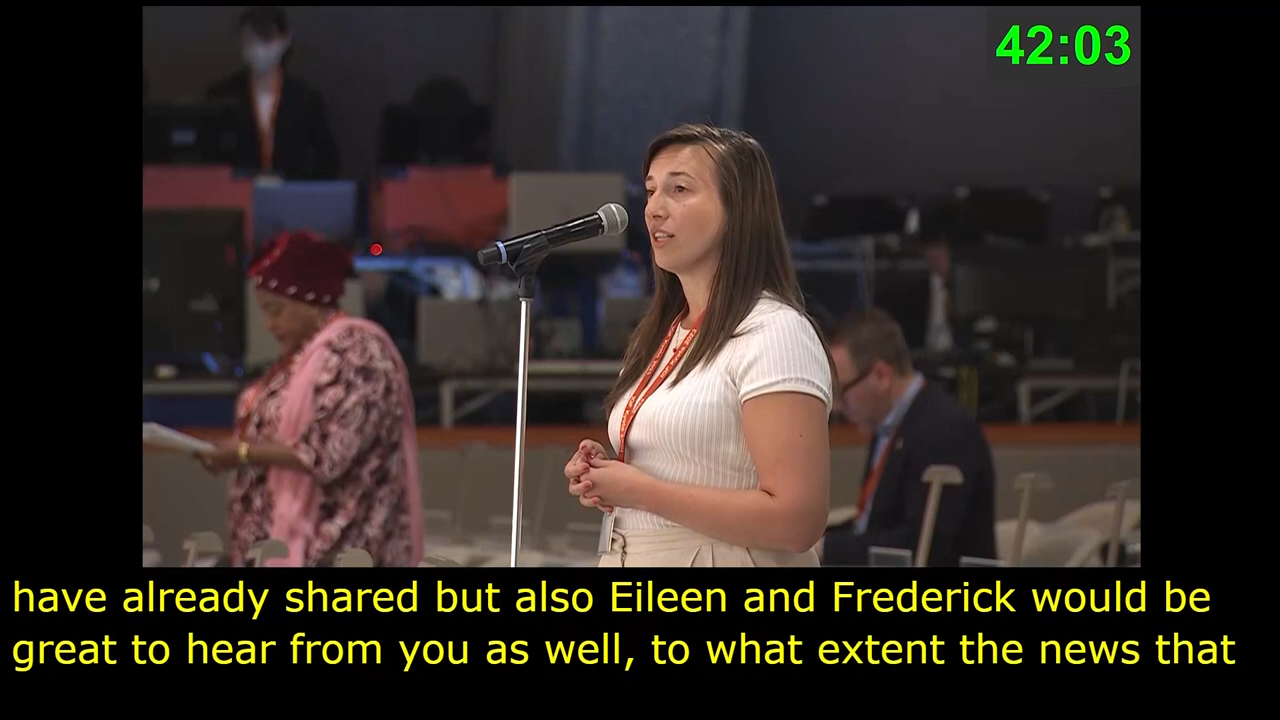 42:03
have already shared but also Eileen and Frederick would be
great to hear from you as well, to what extent the news that